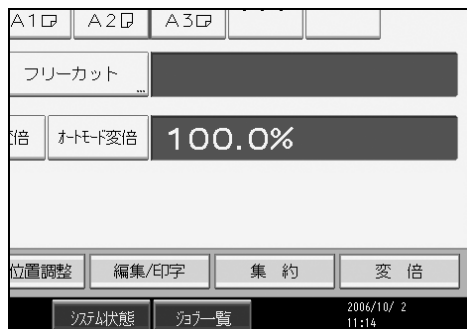 A1 A2 A3
フリーカット
変倍 オートモード変倍 100.0%
位置調整 編集/印字 集 約 変 倍
システム状態 ジョブ一覧 2006/10/ 2
11:14